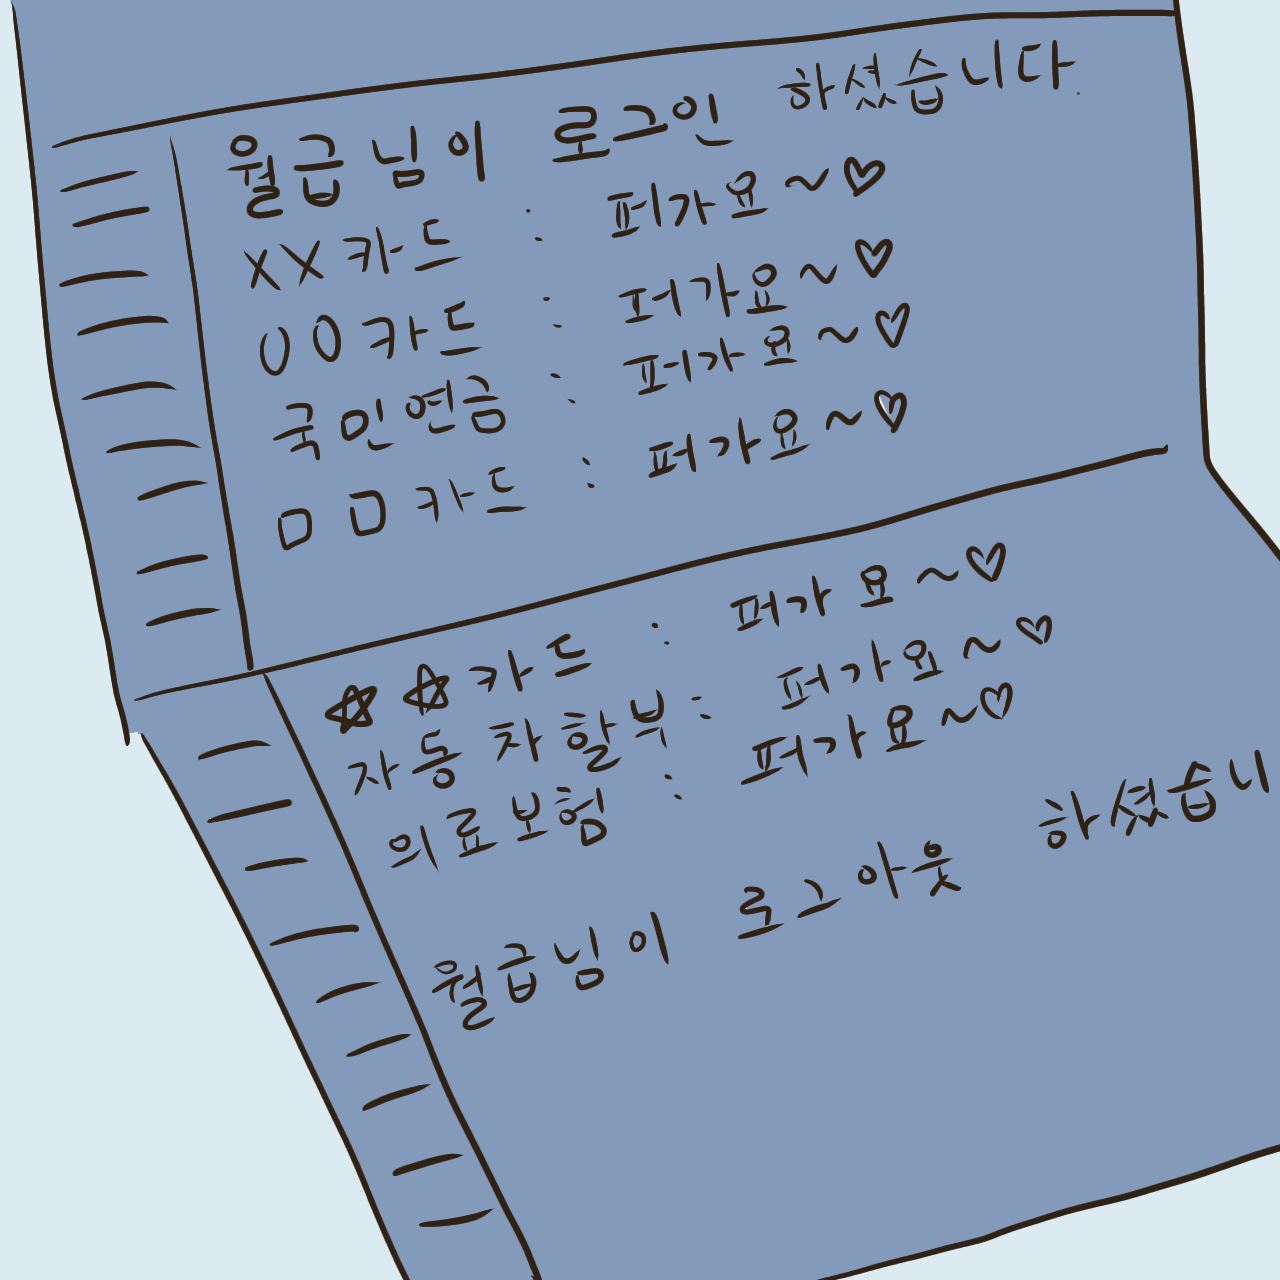 월급님이 로그인 하셨습니다.
XX카드 : 퍼가요~♡
00카드 : 퍼가요~♡
국민연금 : 퍼가요~♡
ㅁㅁ카드 : 퍼가요~♡
☆☆카드 : 퍼가요~♡
자동차할부 : 퍼가요~♡
의료보험 : 퍼가요~♡
월급님이 로그아웃 하셨습니